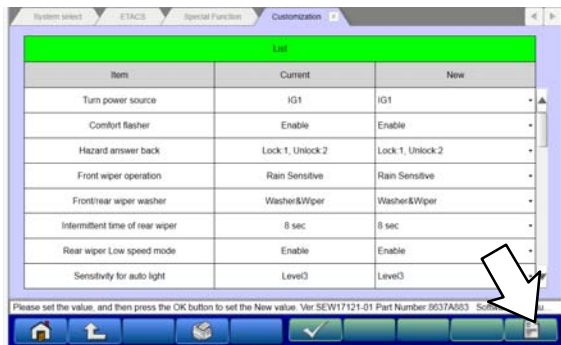 System select ETACS Special Function Customization
List
Item Current New
Turn power source IG1 IG1
Comfort flasher Enable Enable
Hazard answer back Lock:1, Unlock:2 Lock:1, Unlock:2
Front wiper operation Rain Sensitive Rain Sensitive
Front/rear wiper washer Washer&Wiper Washer&Wiper
Intermittent time of rear wiper 8 sec 8 sec
Rear wiper Low speed mode Enable Enable
Sensitivity for auto light Level3 Level3
Please set the value, and then press the OK button to set the New value. Ver:SEW17121-01 Part Number:8637A883